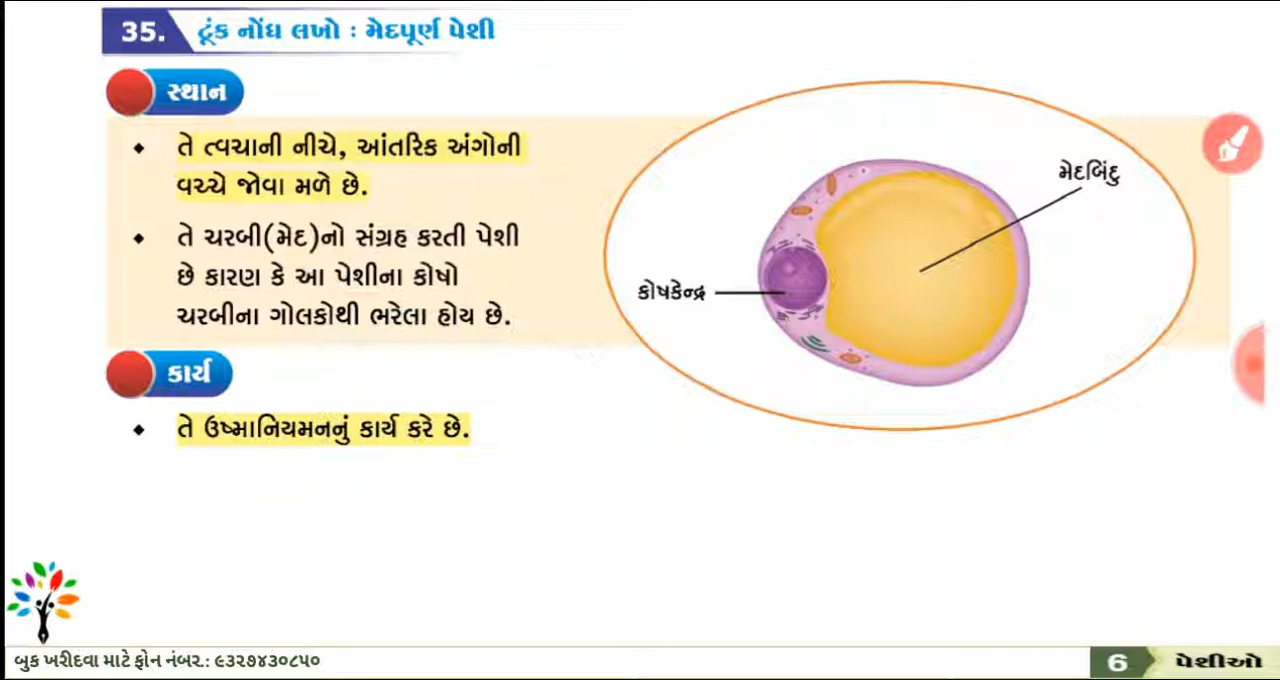 35. ટૂંક નોંધ લખો : મેદપૂર્ણ પેશી
સ્થાન
◆ તે ત્વચાની નીચે, આંતરિક અંગોની
વચ્ચે જોવા મળે છે.
◆ તે ચરબી(મેદ)નો સંગ્રહ કરતી પેશી
છે કારણ કે આ પેશીના કોષો
ચરબીના ગોલકોથી ભરેલા હોય છે.
મેદબિંદુ
કોષકેન્દ્ર
કાર્ય
◆ તે ઉષ્માનિયમનનું કાર્ય કરે છે.
બુક ખરીદવા માટે ફોન નંબર.: ૯૩૨૭૪૩૦૮૫૦
6 પેશીઓ